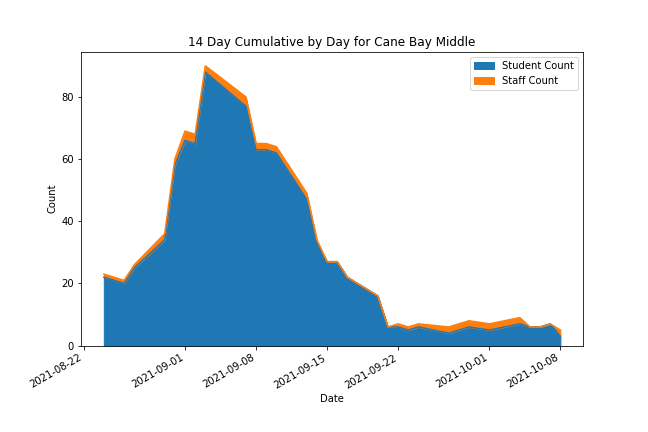 14 Day Cumulative by Day for Cane Bay Middle
Student Count
Staff Count
80
60
40
20
0
Count
2021-08-22
2021-09-01
2021-09-08
2021-09-15
2021-09-22
2021-10-01
2021-10-08
Date